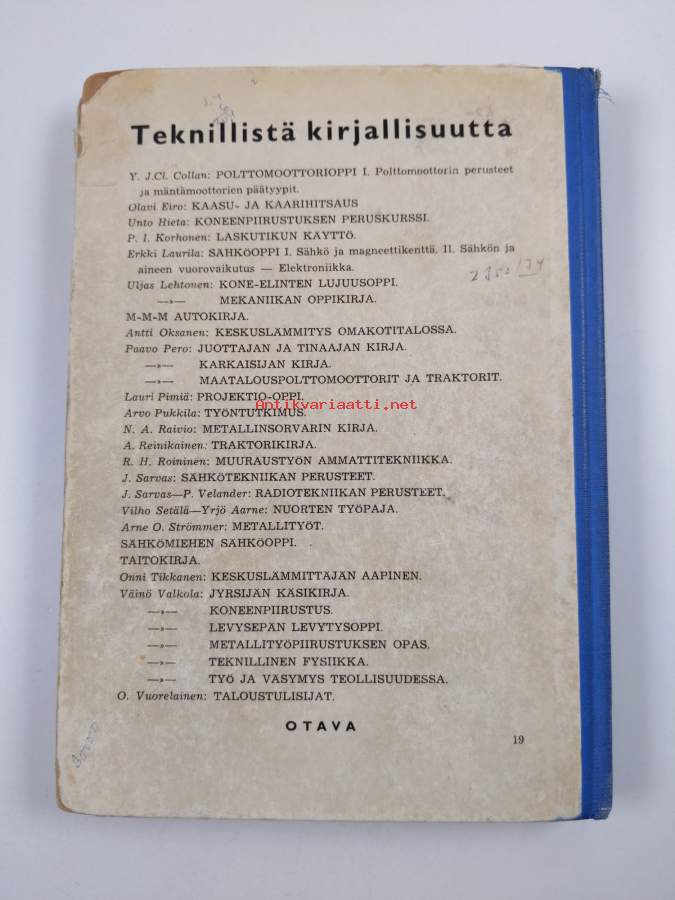 Teknillistä kirjallisuutta
Y. J.Cl. Collan: POLTTOMOOTTORIOPPI I. Polttomoottorin perusteet
ja mäntämoottorien päätyypit.
Olavi Eiro: KAASU- JA KAARIHITSAUS
Unto Hieta: KONEENPIIRUSTUKSEN PERUSKURSSI.
P. I. Korhonen: LASKUTIKUN KÄYTTÖ.
Erkki Laurila: SÄHKÖOPPI I. Sähkö ja magneettikenttä. II. Sähkön ja
aineen vuorovaikutus — Elektroniikka.
Uljas Lehtonen: KONE-ELINTEN LUJUUSOPPI.
—»— MEKANIIKAN OPPIKIRJA.
M-M-M AUTOKIRJA.
Antti Oksanen: KESKUSLÄMMITYS OMAKOTITALOSSA.
Paavo Pero: JUOTTAJAN JA TINAAJAN KIRJA.
—»— KARKAISIJAN KIRJA.
—»— MAATALOUSPOLTTOMOOTTORIT JA TRAKTORIT.
Lauri Pimiä: PROJEKTIO-OPPI.
Antikvariaatti.net
Arvo Pukkila: TYÖNTUTKIMUS.
N. A. Raivio: METALLINSORVARIN KIRJA.
A. Reinikainen: TRAKTORIKIRJA.
R. H. Roininen: MUURAUSTYÖN AMMATTITEKNIIKKA.
J. Sarvas: SÄHKÖTEKNIIKAN PERUSTEET.
J. Sarvas—P. Velander: RADIOTEKNIIKAN PERUSTEET.
Vilho Setälä—Yrjö Aarne: NUORTEN TYÖPAJA.
Arne O. Strömmer: METALLITYÖT.
SÄHKÖMIEHEN SÄHKÖOPPI.
TAITOKIRJA.
Onni Tikkanen: KESKUSLÄMMITTÄJÄN AAPINEN.
Väinö Valkola: JYRSIJÄN KÄSIKIRJA.
—»— KONEENPIIRUSTUS.
—»— LEVYSEPÄN LEVYTYSOPPI.
—»— METALLITYÖPIIRUSTUKSEN OPAS.
—»— TEKNILLINEN FYSIIKKA.
—»— TYÖ JA VÄSYMYS TEOLLISUUDESSA.
O. Vuorelainen: TALOUSTULISIJAT.
OTAVA
19